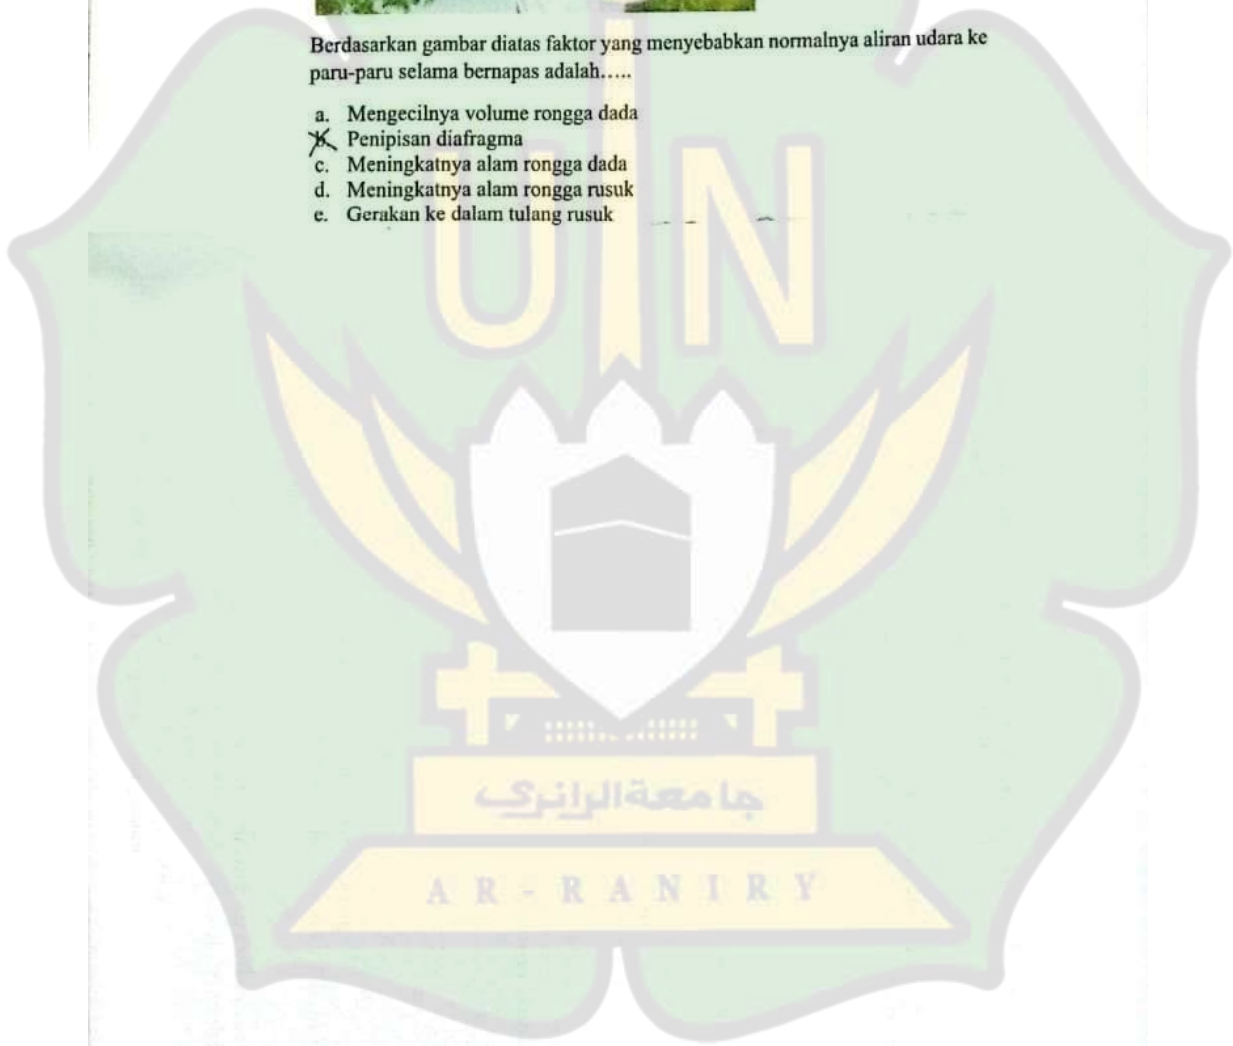 Berdasarkan gambar diatas faktor yang menyebabkan normalnya aliran udara ke
paru-paru selama bernapas adalah.....
a. Mengecilnya volume rongga dada
b. Penipisan diafragma
c. Meningkatnya alam rongga dada
d. Meningkatnya alam rongga rusuk
e. Gerakan ke dalam tulang rusuk
UIN
جامعة الرانري
AR-RANIRY